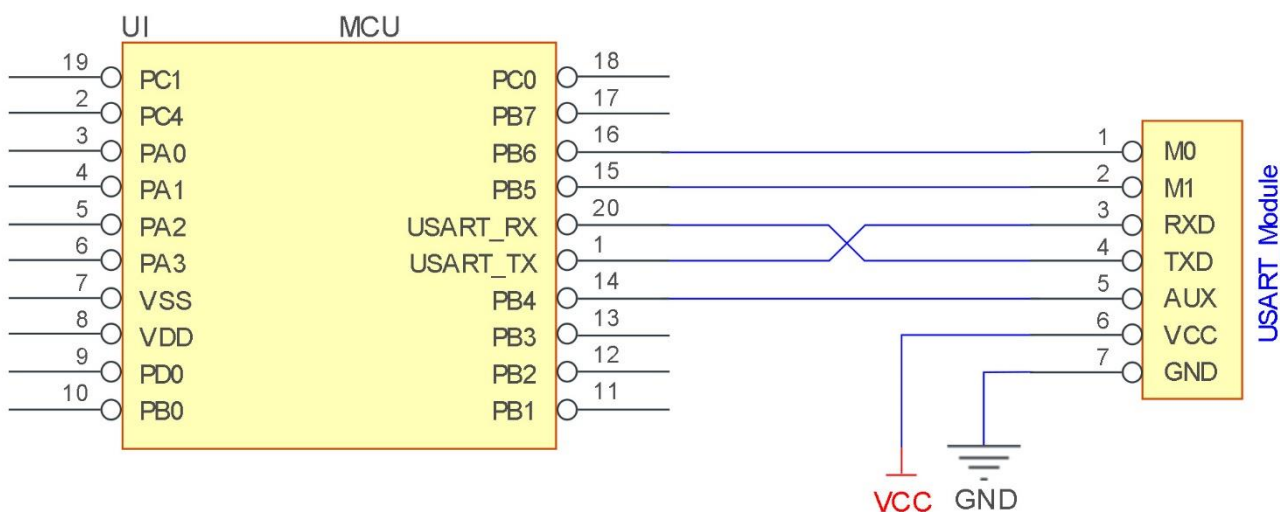 UI MCU
19 PC1 PC0 18
2 PC4 PB7 17
3 PA0 PB6 16
4 PA1 PB5 15
5 PA2 USART_RX 20
6 PA3 USART_TX 1
7 VSS PB4 14
8 VDD PB3 13
9 PD0 PB2 12
10 PB0 PB1 11
1 M0
2 M1
3 RXD
4 TXD
5 AUX
6 VCC
7 GND
USART Module
VCC GND